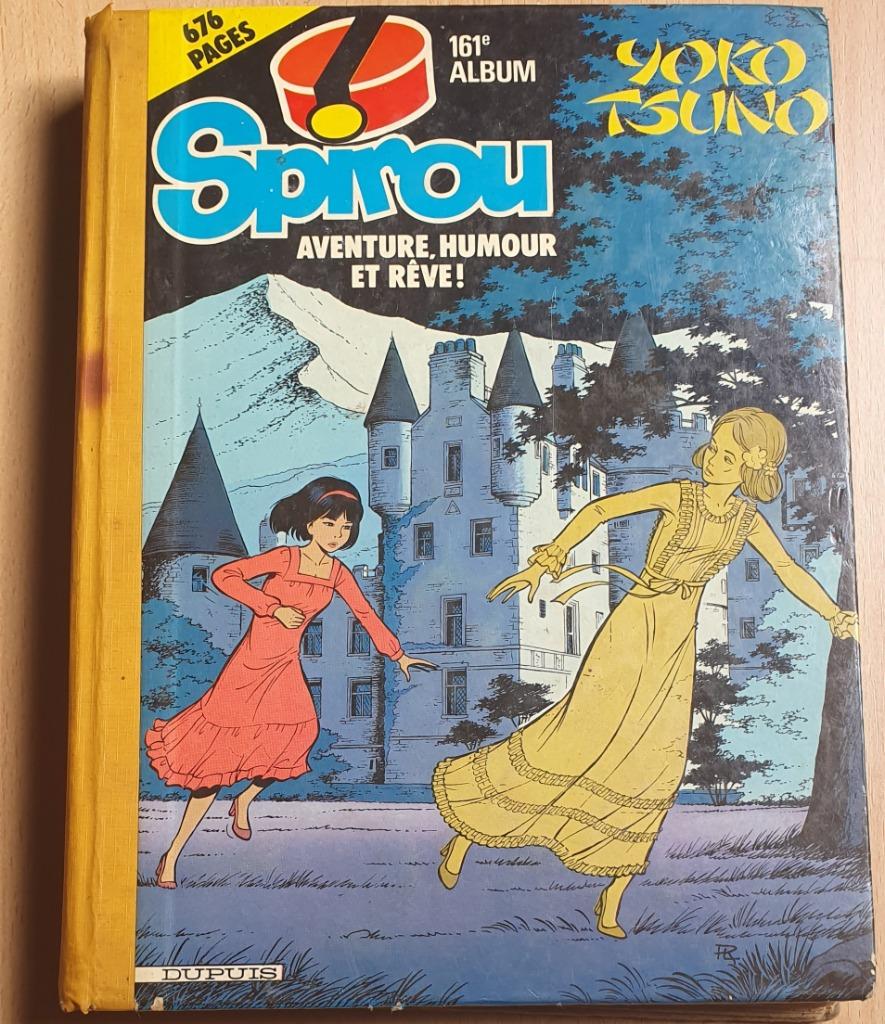 676
PAGES
161e
ALBUM
YOKO
TSUNO
Spirou
AVENTURE, HUMOUR
ET RÊVE!
DUPUIS